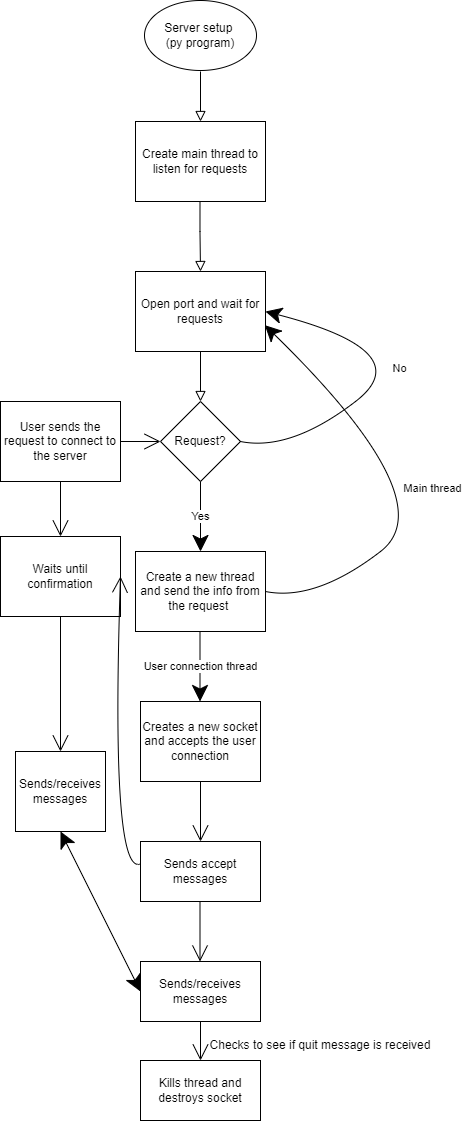 Server setup
(py program)
Create main thread to
listen for requests
Open port and wait for
requests
No
User sends the
request to connect to
the server
Request?
Main thread
Yes
Waits until
confirmation
Create a new thread
and send the info from
the request
User connection thread
Creates a new socket
and accepts the user
connection
Sends/receives
messages
Sends accept
messages
Sends/receives
messages
Checks to see if quit message is received
Kills thread and
destroys socket